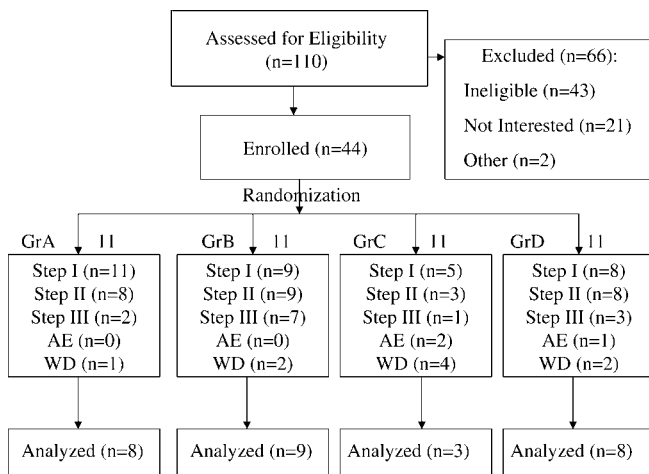 Assessed for Eligibility
(n=110)
Excluded (n=66):
Ineligible (n=43)
Not Interested (n=21)
Other (n=2)
Enrolled (n=44)
Randomization
GrA 11
GrB 11
GrC 11
GrD 11
Step I (n=11)
Step II (n=8)
Step III (n=2)
AE (n=0)
WD (n=1)
Step I (n=9)
Step II (n=9)
Step III (n=7)
AE (n=0)
WD (n=2)
Step I (n=5)
Step II (n=3)
Step III (n=1)
AE (n=2)
WD (n=4)
Step I (n=8)
Step II (n=8)
Step III (n=3)
AE (n=1)
WD (n=2)
Analyzed (n=8)
Analyzed (n=9)
Analyzed (n=3)
Analyzed (n=8)